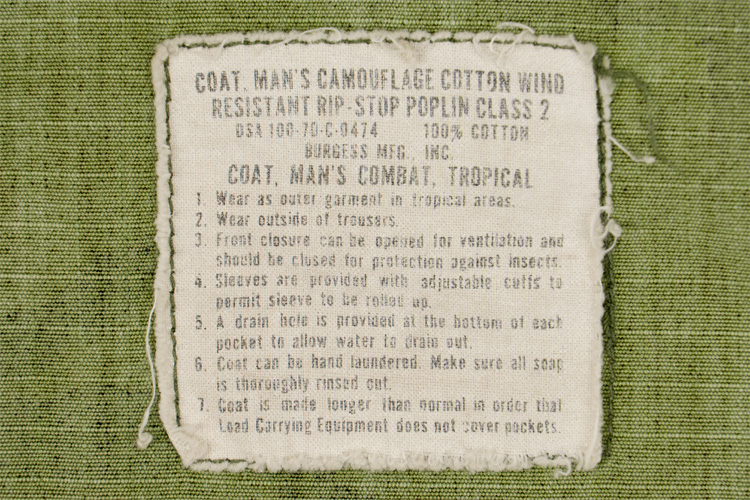 COAT, MAN'S CAMOUFLAGE COTTON WIND
RESISTANT RIP-STOP POPLIN CLASS 2
DSA 100-70-C-0474 100% COTTON
BURGESS MFG., INC.
COAT, MAN'S COMBAT, TROPICAL
1. Wear as outer garment in tropical areas.
2. Wear outside of trousers.
3. Front closure can be opened for ventilation and
should be closed for protection against insects.
4. Sleeves are provided with adjustable cuffs to
permit sleeve to be rolled up.
5. A drain hole is provided at the bottom of each
pocket to allow water to drain out.
6. Coat can be hand laundered. Make sure all soap
is thoroughly rinsed out.
7. Coat is made longer than normal in order that
Load Carrying Equipment does not cover pockets.